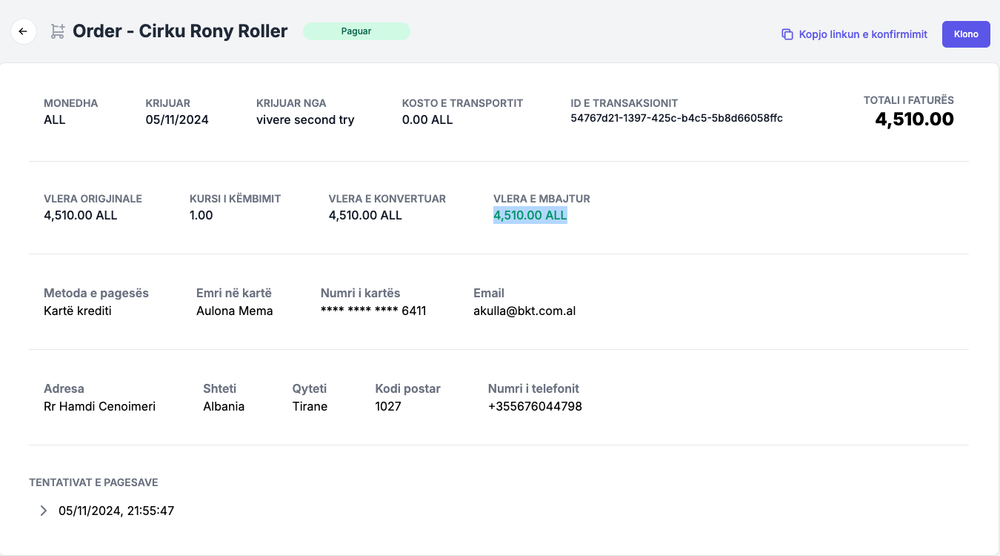 Order - Cirku Rony Roller
Paguar
Kopjo linkun e konfirmimit
Klono
MONEDHA
ALL
KRIJUAR
05/11/2024
KRIJUAR NGA
vivere second try
KOSTO E TRANSPORTIT
0.00 ALL
ID E TRANSAKSIONIT
54767d21-1397-425c-b4c5-5b8d66058ffc
TOTALI I FATURËS
4,510.00
VLERA ORIGJINALE
4,510.00 ALL
KURSI I KËMBIMIT
1.00
VLERA E KONVERTUAR
4,510.00 ALL
VLERA E MBAJTUR
4,510.00 ALL
Metoda e pagesës
Kartë krediti
Emri në kartë
Aulona Mema
Numri i kartës
**** **** **** 6411
Email
akulla@bkt.com.al
Adresa
Rr Hamdi Cenoimeri
Shteti
Albania
Qyteti
Tirane
Kodi postar
1027
Numri i telefonit
+355676044798
TENTATIVAT E PAGESAVE
05/11/2024, 21:55:47